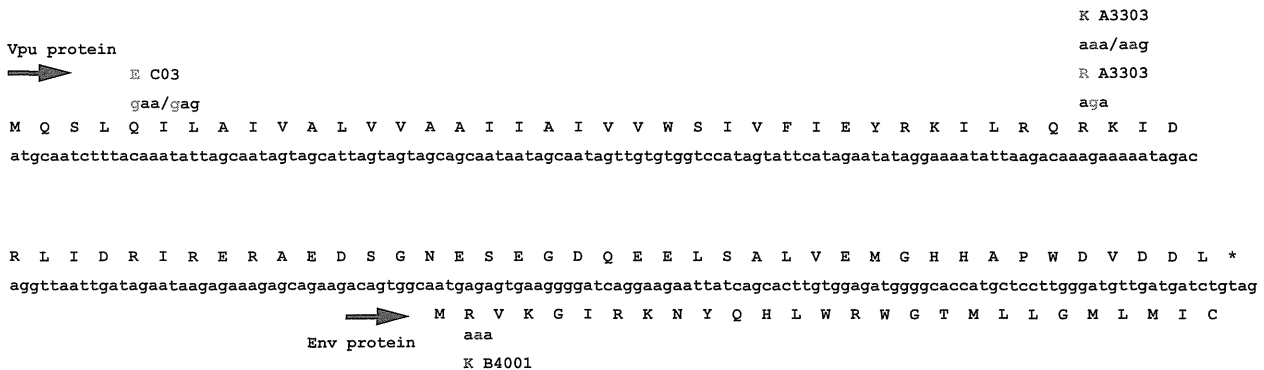 K A3303
aaa/aag
Vpu protein
R A3303
E C03
aga
gaa/gag
M Q S L Q I L A I V A L V V A A I I A I V V W S I V F I E Y R K I L R Q R K I D
atgcaatctttacaaatattagcaatagtagcattagtagtagcagcaataatagcaatagttgtgtggtccatagtattcatagaatataggaaaatattaagacaaagaaaaatagac
R L I D R I R E R A E D S G N E S E G D Q E E L S A L V E M G H H A P W D V D D L *
aggttaattgatagaataagagaaagagcagaagacagtggcaatgagagtgaaggggatcaggaagaattatcagcacttgtggagatggggcaccatgctccttgggatgttgatgatctgtag
M R V K G I R K N Y Q H L W R W G T M L L G M L M I C
Env protein
aaa
K B4001